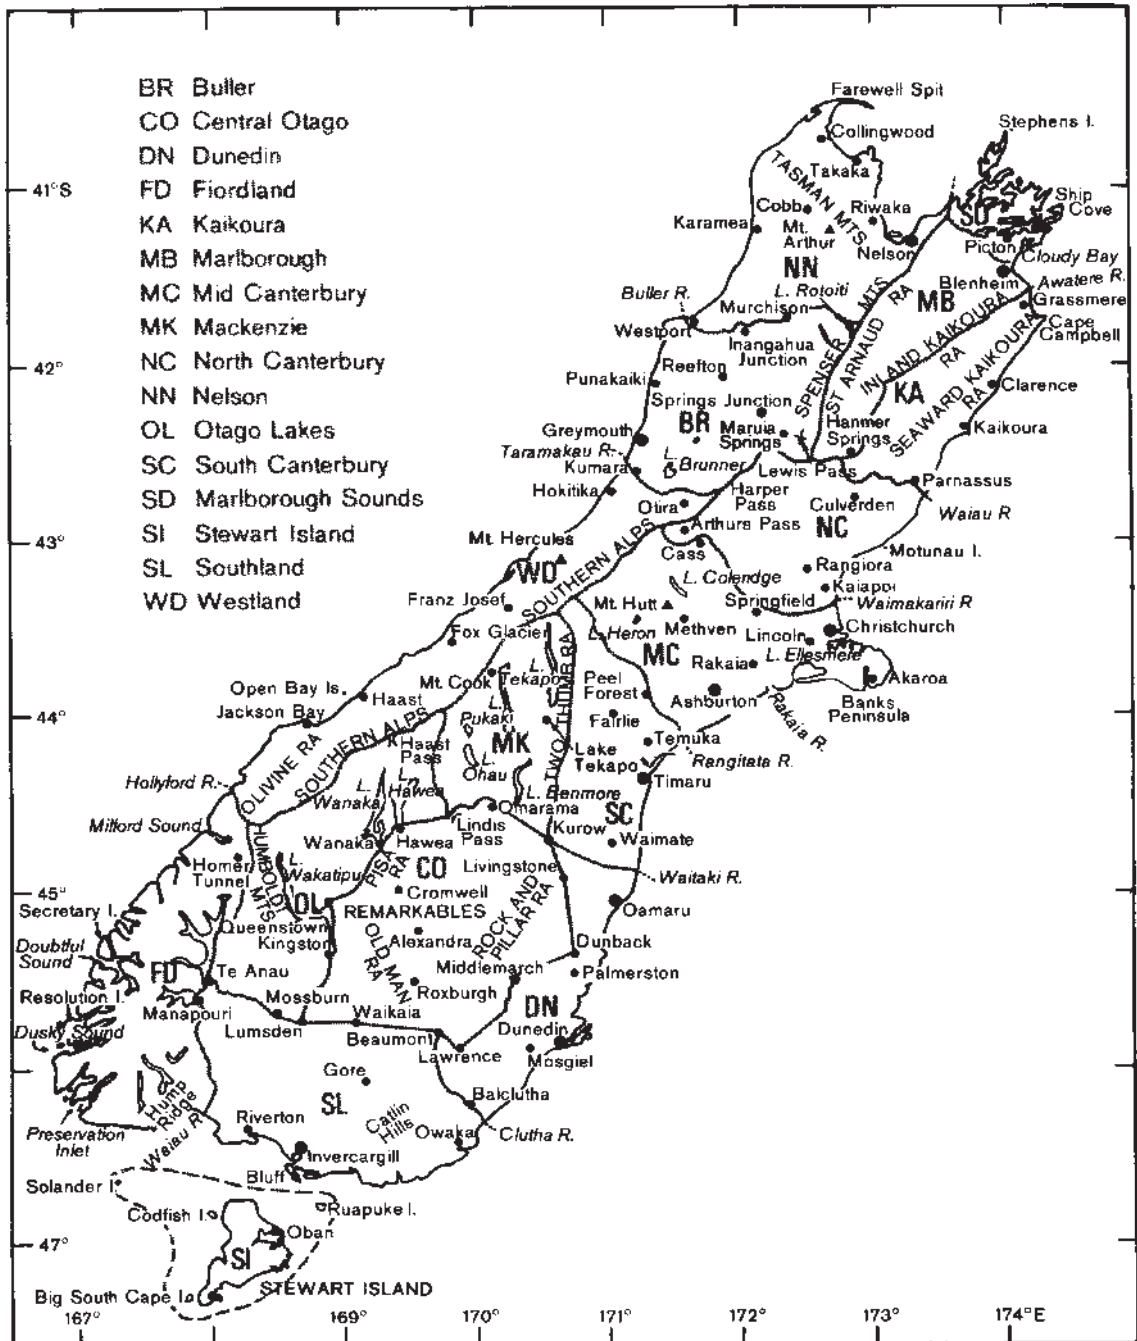 BR Buller
CO Central Otago
DN Dunedin
FD Fiordland
KA Kaikoura
MB Marlborough
MC Mid Canterbury
MK Mackenzie
NC North Canterbury
NN Nelson
OL Otago Lakes
SC South Canterbury
SD Marlborough Sounds
SI Stewart Island
SL Southland
WD Westland
Farewell Spit
Collingwood
Stephens I.
Takaka
TASMAN MTS
41°S
Cobb
Riwaka
Ship
Cove
SD
Karamea
Mt.
Arthur
Nelson
Picton
Cloudy Bay
NN
Blenheim
Awatere R.
Buller R.
L. Rotoiti
MB
Grassmere
Murchison
Westport
Cape
Campbell
Inangahua
Junction
SPENSER MTS
ST ARNAUD RA
INLAND KAIKOURA
RA
SEAWARD KAIKOURA
RA
42°
Reefton
Punakaiki
KA
Clarence
Springs Junction
BR
Maruia
Springs
Hanmer
Springs
Greymouth
Kaikoura
Taramakau R.
L.
Brunner
Kumara
Lewis Pass
Parnassus
Hokitika
Harper
Pass
Culverden
Otira
Waiau R
Arthurs Pass
NC
43°
Mt. Hercules
Cass
Motunau I.
SOUTHERN ALPS
WD
Rangiora
L. Coleridge
Kaiapoi
Franz Josef
Mt. Hutt
Springfield
Waimakariri R
Fox Glacier
L. Heron
Methven
Lincoln
Christchurch
MC
L. Ellesmere
Mt. Cook
L.
Tekapo
TWO THUMB RA
Peel
Forest
Rakaia
Akaroa
Open Bay Is.
Haast
Ashburton
Banks
Peninsula
44°
Jackson Bay
L.
Pukaki
Fairlie
Rakaia R.
SOUTHERN ALPS
MK
Haast
Pass
Temuka
Lake
Tekapo
Rangitata R.
OLIVINE RA
L.
Ohau
Timaru
Hollyford R.
L.
Wanaka
L.
Hawea
L. Benmore
SC
Omarama
Milford Sound
Lindis
Pass
Kurow
Waimate
Wanaka
Hawea
Homer
Tunnel
HUMBOLDT
MTS
L.
Wakatipu
PISA
RA
CO
Livingstone
Waitaki R.
45°
Cromwell
Secretary I.
OL
REMARKABLES
ROCK AND
PILLAR RA
Oamaru
Queenstown
Kingston
Alexandra
OLD MAN
RA
Dunback
Doubtful
Sound
FD
Te Anau
Middlemarch
Palmerston
Resolution I.
Mossburn
Roxburgh
DN
Manapouri
Waikaia
Dusky Sound
Lumsden
Beaumont
Dunedin
Lawrence
Mosgiel
Gore
Hump
Ridge
SL
Balclutha
Riverton
Catlin
Hills
Preservation
Inlet
Waiau R
Owaka
Clutha R.
Invercargill
Bluff
Solander I.
Codfish I.
Ruapuke I.
47°
Oban
SI
Big South Cape I.
STEWART ISLAND
167° 169° 170° 171° 172° 173° 174°E